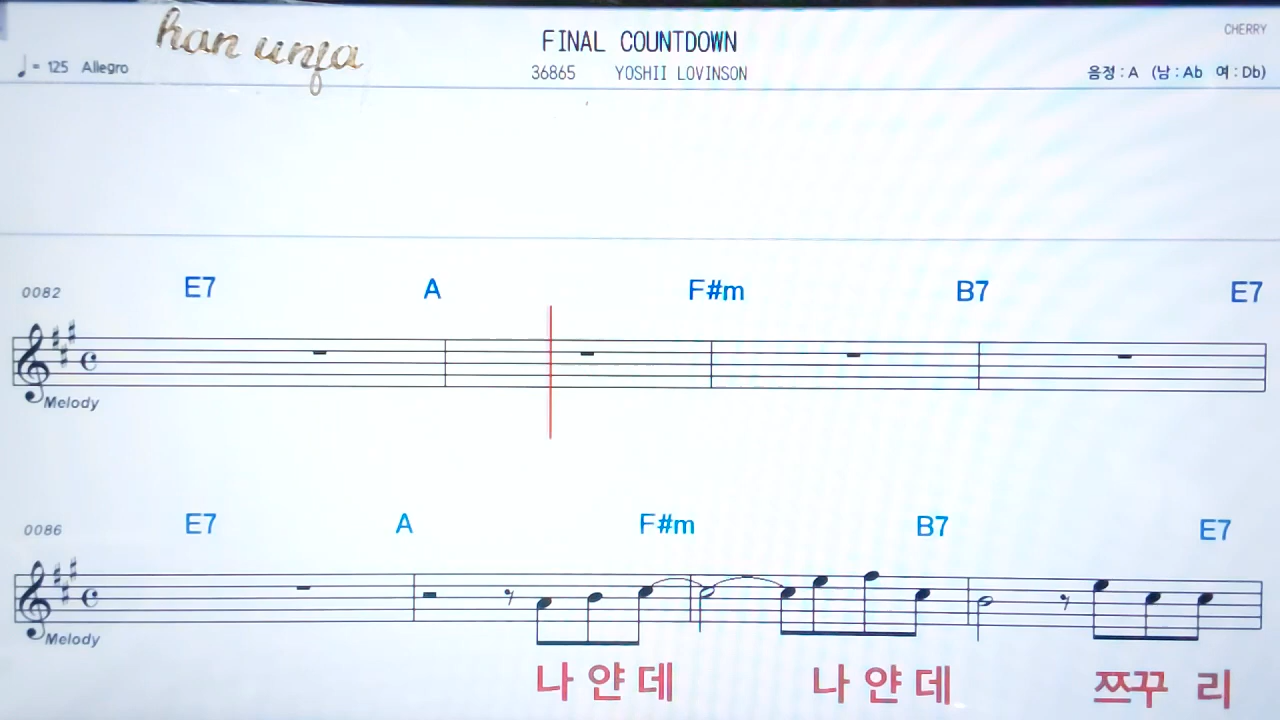 han unja
FINAL COUNTDOWN
CHERRY
♩= 125 Allegro
36865 YOSHII LOVINSON
음정 : A (남 : Ab 여 : Db)
0082
E7 A F#m B7 E7
Melody
0086
E7 A F#m B7 E7
Melody
나 얀 데 나 얀 데 쯔꾸 리